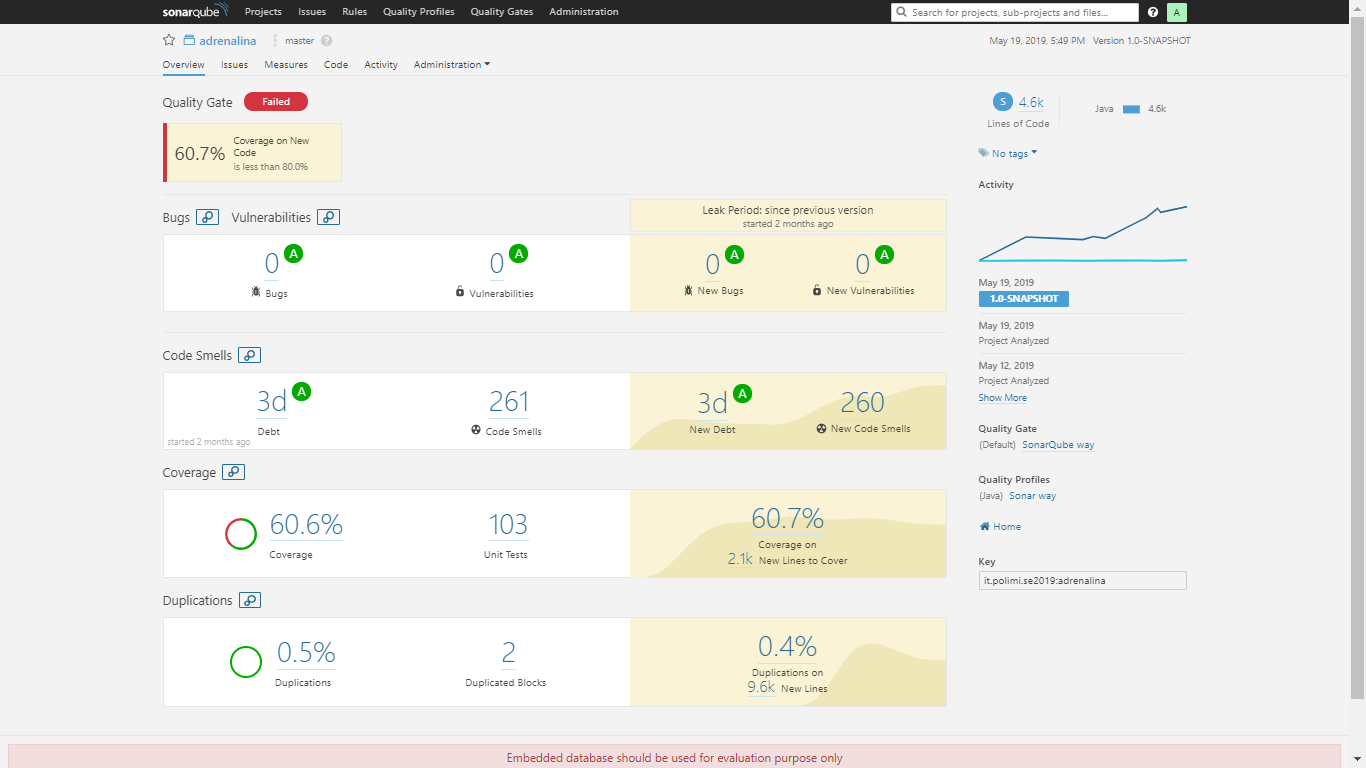 sonarqube Projects Issues Rules Quality Profiles Quality Gates Administration Search for projects, sub-projects and files... ? A
adrenalina master ? May 19, 2019, 5:49 PM Version 1.0-SNAPSHOT
Overview Issues Measures Code Activity Administration
Quality Gate Failed
60.7% Coverage on New
Code
is less than 80.0%
Bugs Vulnerabilities
Leak Period: since previous version
started 2 months ago
0 A
Bugs
0 A
Vulnerabilities
0 A
New Bugs
0 A
New Vulnerabilities
Code Smells
3d A
Debt
started 2 months ago
261
Code Smells
3d A
New Debt
260
New Code Smells
Coverage
60.6%
Coverage
103
Unit Tests
60.7%
Coverage on
2.1k New Lines to Cover
Duplications
0.5%
Duplications
2
Duplicated Blocks
0.4%
Duplications on
9.6k New Lines
S 4.6k
Lines of Code
Java 4.6k
No tags
Activity
May 19, 2019
1.0-SNAPSHOT
May 19, 2019
Project Analyzed
May 12, 2019
Project Analyzed
Show More
Quality Gate
(Default) SonarQube way
Quality Profiles
(Java) Sonar way
Home
Key
it.polimi.se2019:adrenalina
Embedded database should be used for evaluation purpose only